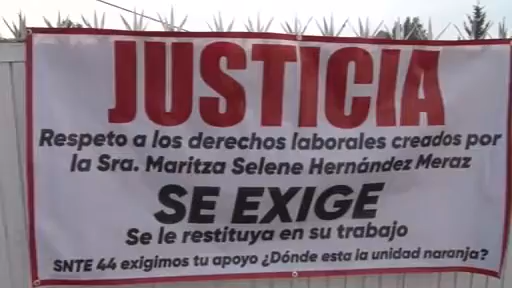 JUSTICIA
Respeto a los derechos laborales creados por
la Sra. Maritza Selene Hernández Meraz
SE EXIGE
Se le restituya en su trabajo
SNTE 44 exigimos tu apoyo ¿Dónde esta la unidad naranja?